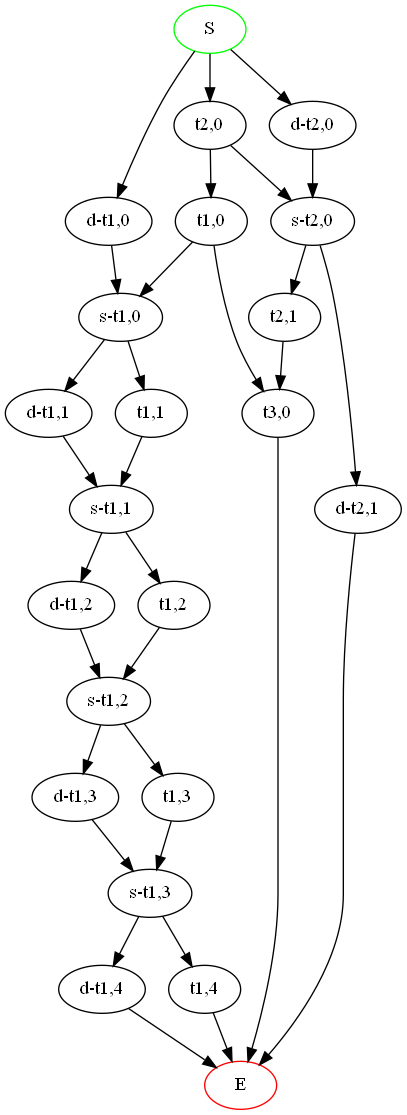 S
t2,0
d-t2,0
d-t1,0
t1,0
s-t2,0
s-t1,0
t2,1
d-t1,1
t1,1
t3,0
s-t1,1
d-t2,1
d-t1,2
t1,2
s-t1,2
d-t1,3
t1,3
s-t1,3
d-t1,4
t1,4
E